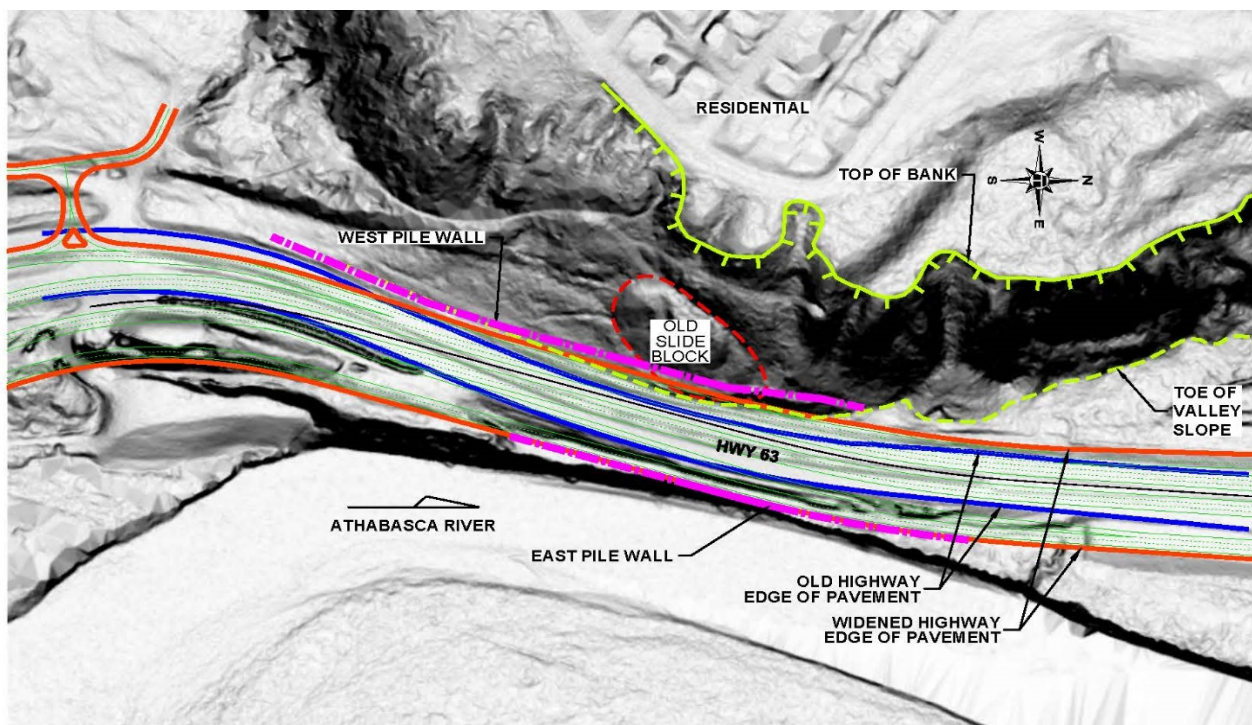 RESIDENTIAL
TOP OF BANK
W
S
N
E
WEST PILE WALL
OLD
SLIDE
BLOCK
TOE OF
VALLEY
SLOPE
HWY 63
ATHABASCA RIVER
EAST PILE WALL
OLD HIGHWAY
EDGE OF PAVEMENT
WIDENED HIGHWAY
EDGE OF PAVEMENT